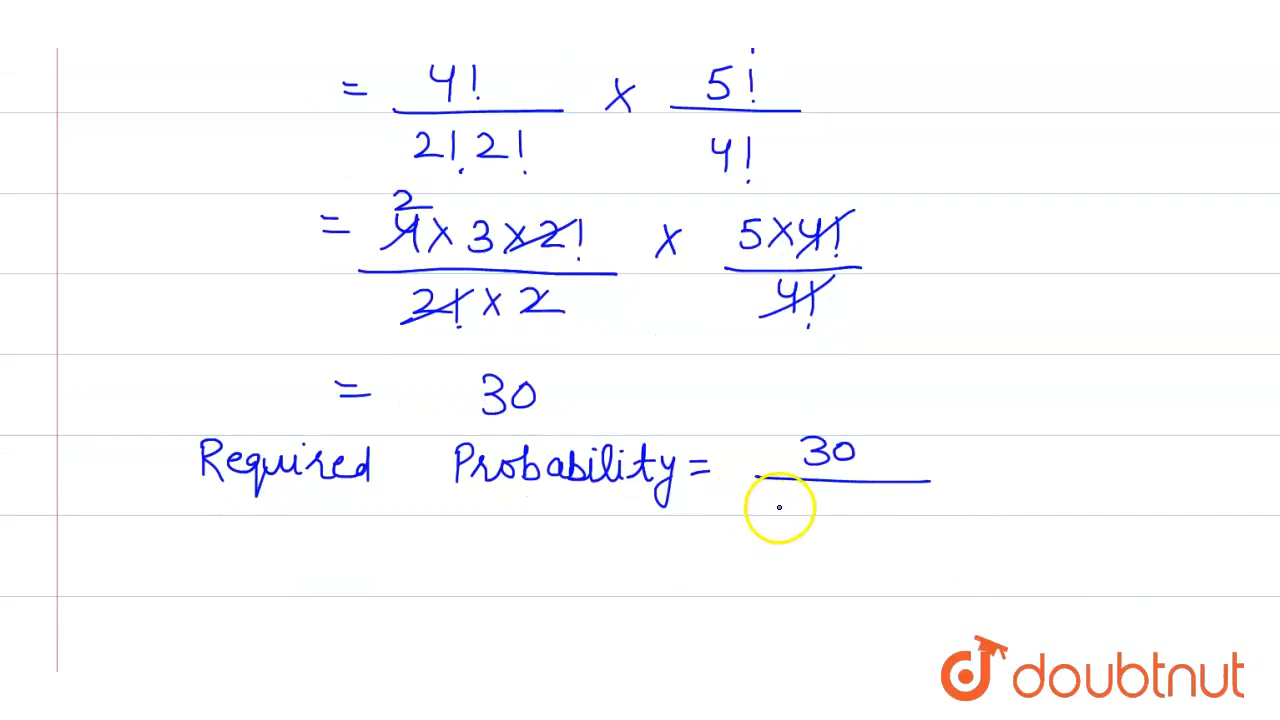 = 4! / 2! 2! × 5! / 4!
= 4 2 × 3 × 2! / 2! × 2 × 5 × 4! / 4!
= 30
Required Probability = 30
doubtnut